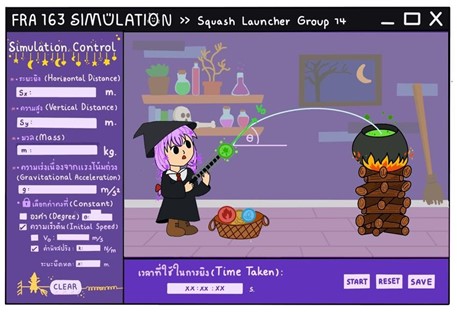 FRA 163 SIMULATION >> Squash Launcher Group 14
Simulation Control
ระยะยิง (Horizontal Distance)
Sx: m.
ความสูง (Vertical Distance)
Sy: m.
มวล (Mass)
m: kg.
ความเร่งเนื่องจากแรงโน้มถ่วง
(Gravitational Acceleration)
g: m/s²
เลือกค่าคงที่ (Constant)
องศา (Degree) θ:
ความเร็วต้น (Initial Speed)
V₀: m/s
k: N/m
m.
CLEAR
θ
เวลาที่ใช้ในการยิง (Time Taken):
xx : xx : xx s.
START RESET SAVE